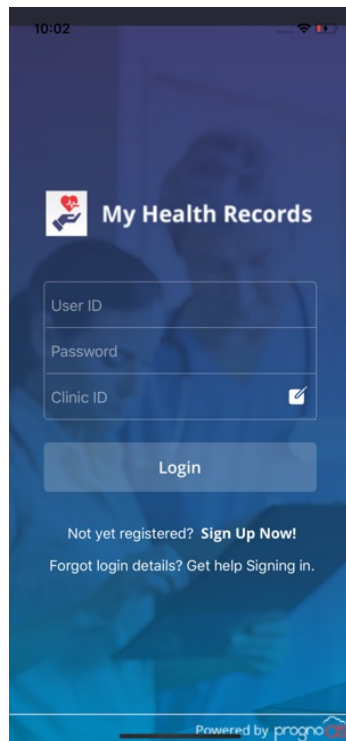 10:02
My Health Records
User ID
Password
Clinic ID
Login
Not yet registered? Sign Up Now!
Forgot login details? Get help Signing in.
Powered by prognoCIS